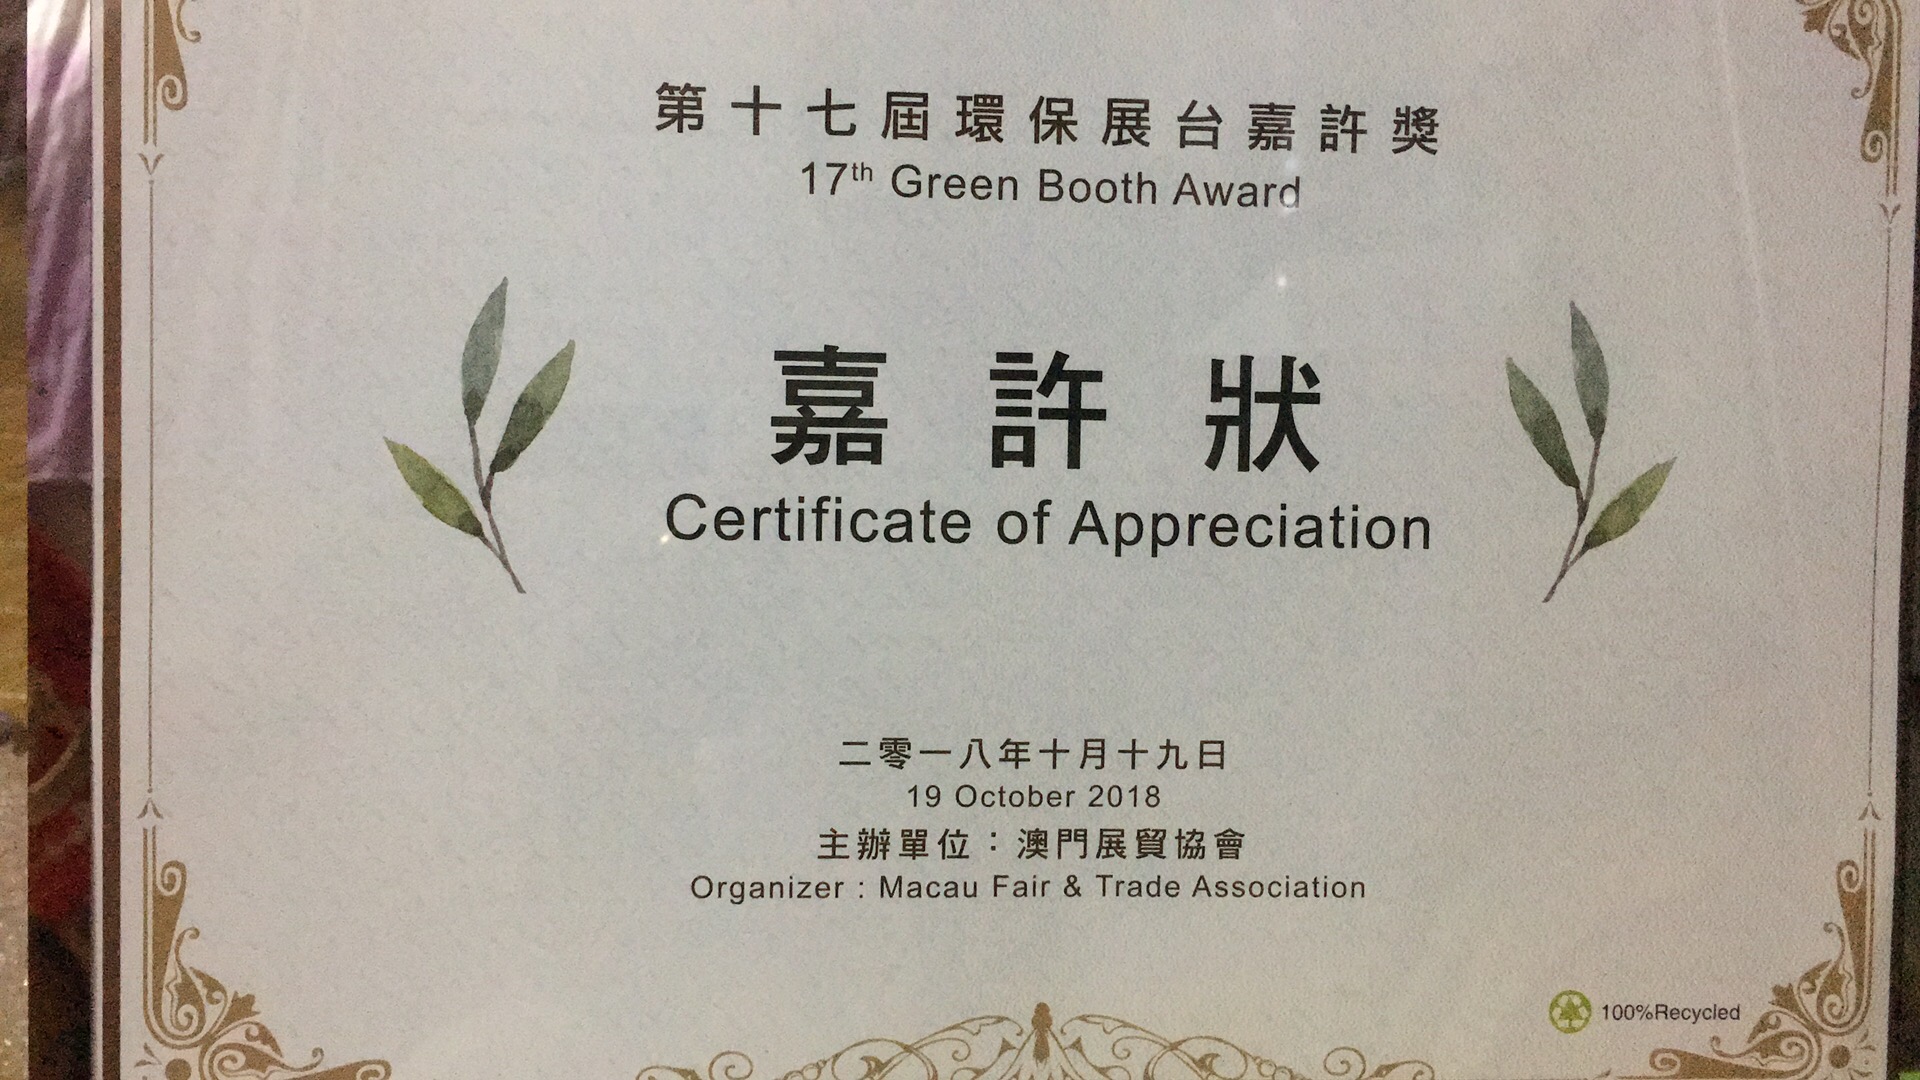 第十七屆環保展台嘉許獎
17th Green Booth Award
嘉許狀
Certificate of Appreciation
二零一八年十月十九日
19 October 2018
主辦單位：澳門展貿協會
Organizer : Macau Fair & Trade Association
100%Recycled